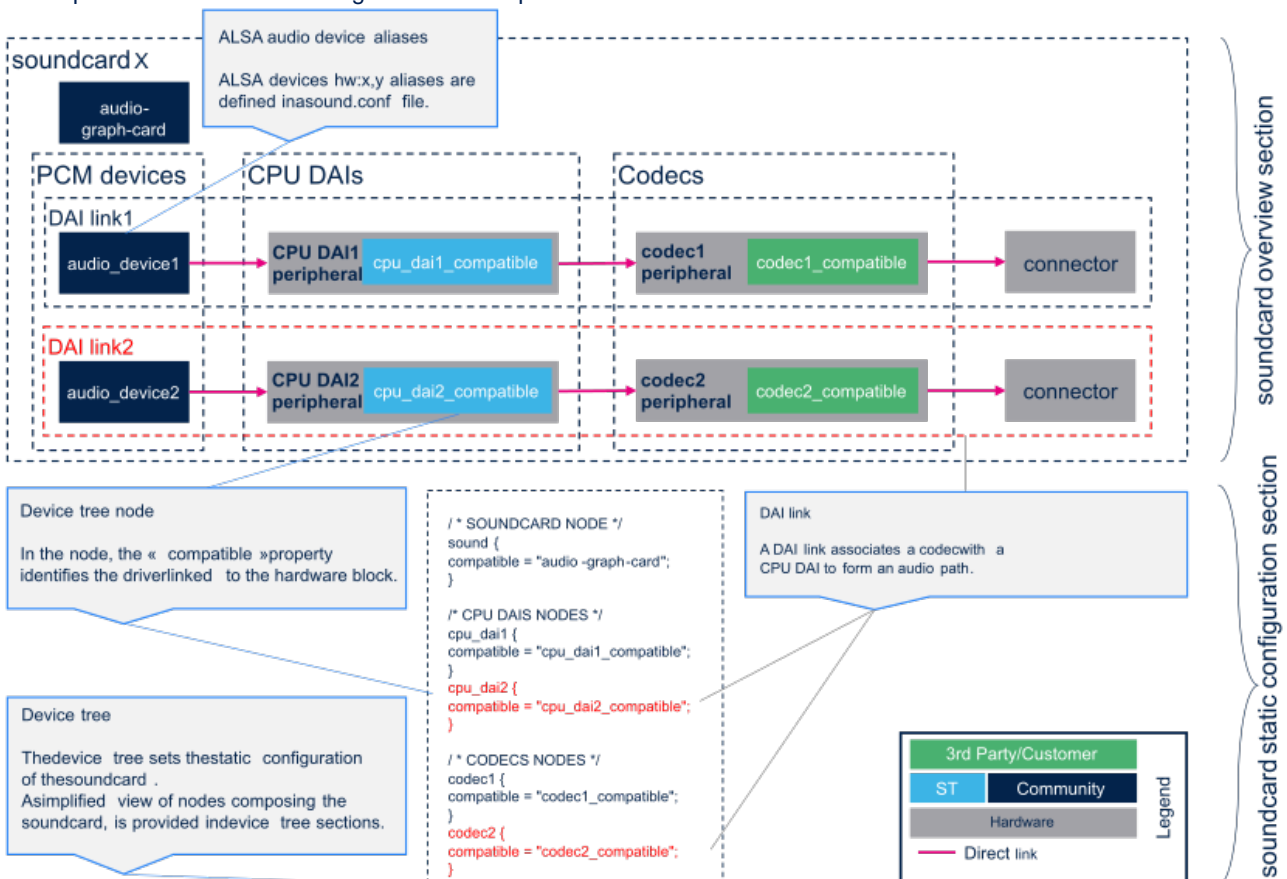 ALSA audio device aliases
ALSA devices hw:x,y aliases are
defined inasound.conf file.
soundcard X
audio-
graph-card
PCM devices
CPU DAIs
Codecs
DAI link1
audio_device1
CPU DAI1
peripheral
cpu_dai1_compatible
codec1
peripheral
codec1_compatible
connector
DAI link2
audio_device2
CPU DAI2
peripheral
cpu_dai2_compatible
codec2
peripheral
codec2_compatible
connector
soundcard overview section
Device tree node
In the node, the « compatible »property
identifies the driverlinked to the hardware block.
Device tree
Thedevice tree sets thestatic configuration
of thesoundcard .
Asimplified view of nodes composing the
soundcard, is provided indevice tree sections.
/ * SOUNDCARD NODE */
sound {
compatible = "audio -graph-card";
}
/* CPU DAIS NODES */
cpu_dai1 {
compatible = "cpu_dai1_compatible";
}
cpu_dai2 {
compatible = "cpu_dai2_compatible";
}
/ * CODECS NODES */
codec1 {
compatible = "codec1_compatible";
}
codec2 {
compatible = "codec2_compatible";
}
DAI link
A DAI link associates a codecwith a
CPU DAI to form an audio path.
3rd Party/Customer
ST
Community
Hardware
Direct link
Legend
soundcard static configuration section